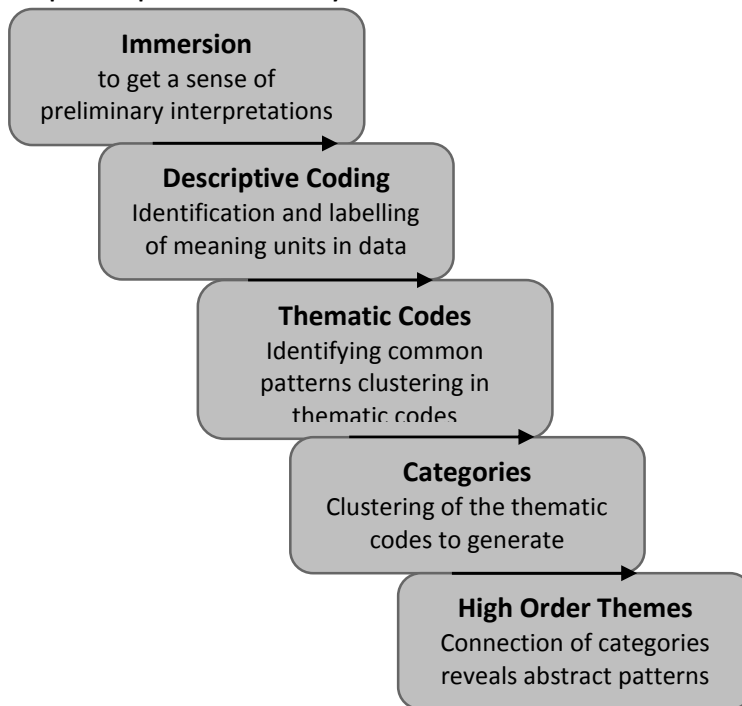 Immersion
to get a sense of
preliminary interpretations
Descriptive Coding
Identification and labelling
of meaning units in data
Thematic Codes
Identifying common
patterns clustering in
thematic codes
Categories
Clustering of the thematic
codes to generate
High Order Themes
Connection of categories
reveals abstract patterns